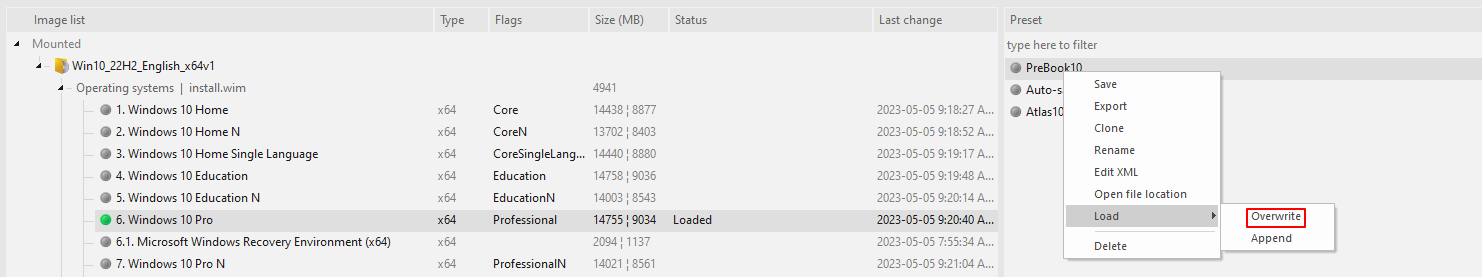 Image list Type Flags Size (MB) Status Last change
Mounted
Win10_22H2_English_x64v1
Operating systems | install.wim 4941
1. Windows 10 Home x64 Core 14438 ¦ 8877 2023-05-05 9:18:27 A...
2. Windows 10 Home N x64 CoreN 13702 ¦ 8403 2023-05-05 9:18:52 A...
3. Windows 10 Home Single Language x64 CoreSingleLang... 14440 ¦ 8880 2023-05-05 9:19:17 A...
4. Windows 10 Education x64 Education 14758 ¦ 9036 2023-05-05 9:19:48 A...
5. Windows 10 Education N x64 EducationN 14003 ¦ 8543 2023-05-05 9:20:14 A...
6. Windows 10 Pro x64 Professional 14755 ¦ 9034 Loaded 2023-05-05 9:20:40 A...
6.1. Microsoft Windows Recovery Environment (x64) 2094 ¦ 1137 2023-05-05 7:55:34 A...
7. Windows 10 Pro N x64 ProfessionalN 14021 ¦ 8561 2023-05-05 9:21:04 A...
Preset
type here to filter
PreBook10
Auto-s
Atlas10
Save
Export
Clone
Rename
Edit XML
Open file location
Load
Delete
Overwrite
Append